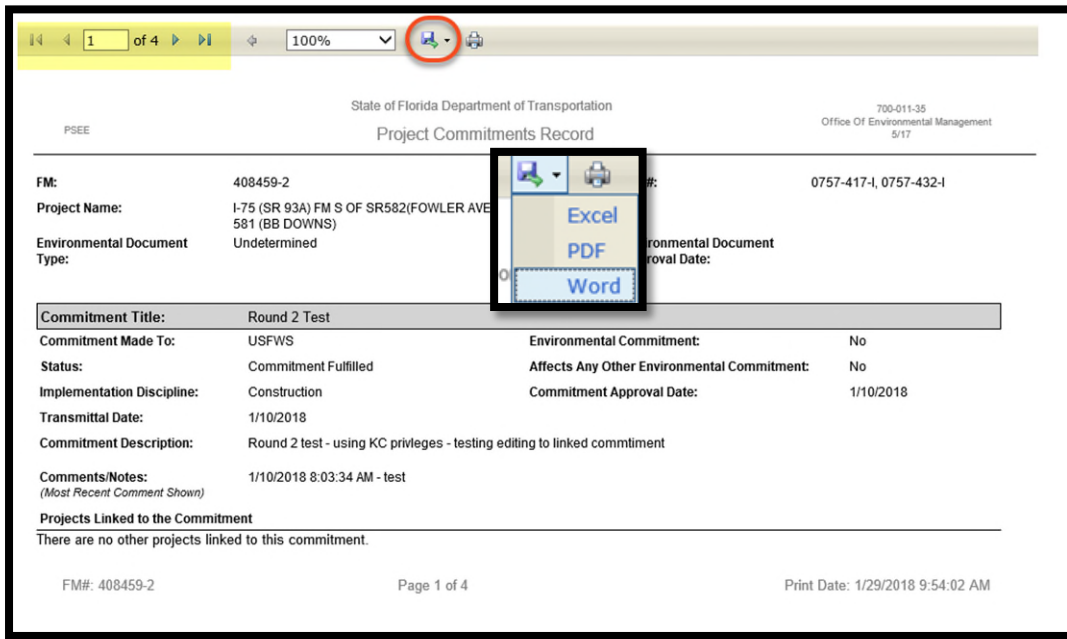 1 of 4 100%
State of Florida Department of Transportation
700-011-35
PSEE
Project Commitments Record
Office Of Environmental Management
5/17
FM: 408459-2 #: 0757-417-I, 0757-432-I
Project Name: I-75 (SR 93A) FM S OF SR582(FOWLER AVE
581 (BB DOWNS)
Environmental Document Undetermined ronmental Document
Type: roval Date:
Excel
PDF
Word
Commitment Title: Round 2 Test
Commitment Made To: USFWS Environmental Commitment: No
Status: Commitment Fulfilled Affects Any Other Environmental Commitment: No
Implementation Discipline: Construction Commitment Approval Date: 1/10/2018
Transmittal Date: 1/10/2018
Commitment Description: Round 2 test - using KC privleges - testing editing to linked commtiment
Comments/Notes: 1/10/2018 8:03:34 AM - test
(Most Recent Comment Shown)
Projects Linked to the Commitment
There are no other projects linked to this commitment.
FM#: 408459-2 Page 1 of 4 Print Date: 1/29/2018 9:54:02 AM